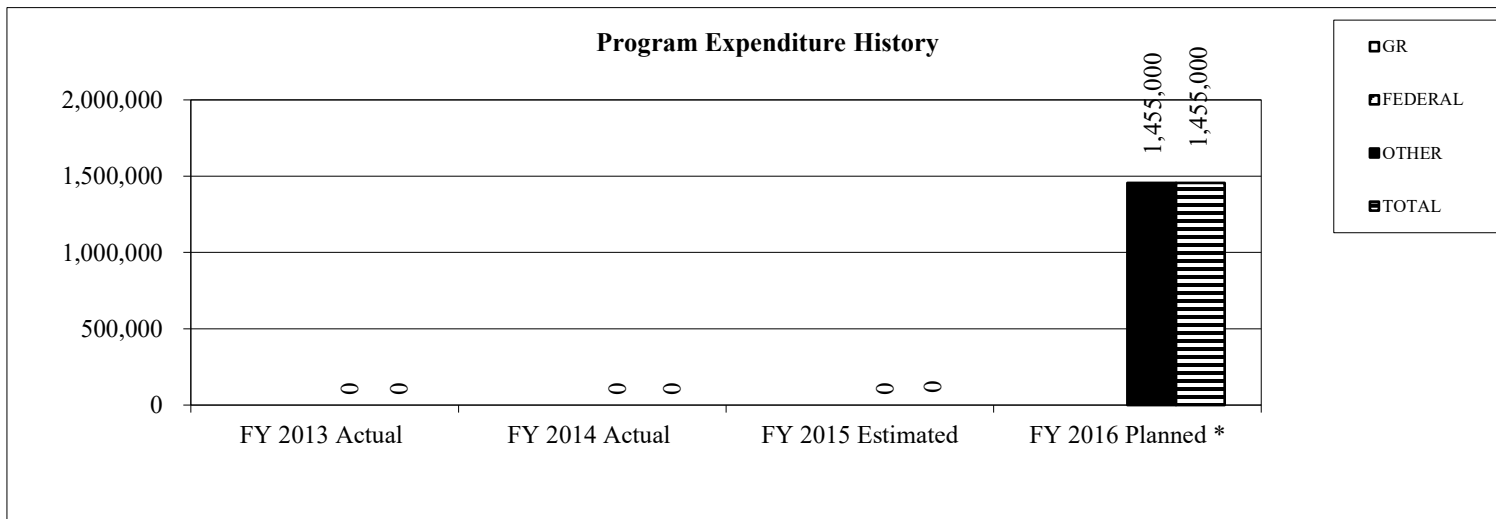 Program Expenditure History
GR
FEDERAL
OTHER
TOTAL
1,455,000
1,455,000
2,000,000
1,500,000
1,000,000
500,000
0
0
0
0
0
0
0
FY 2013 Actual
FY 2014 Actual
FY 2015 Estimated
FY 2016 Planned *